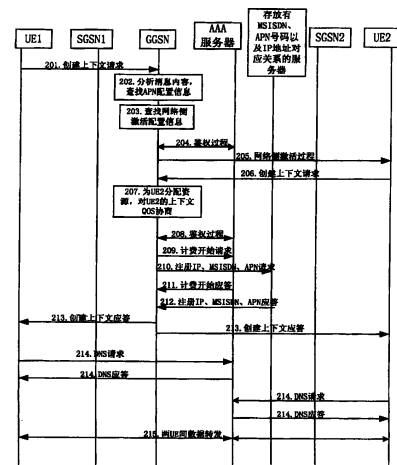 UE1
SGSN1
GGSN
AAA
服务器
存放有
MSISDN、
APN号码以
及IP地址对
应关系的服
务器
SGSN2
UE2
201.创建上下文请求
202.分析消息内容，
查找APN配置信息
203.查找网络侧
激活配置信息
204.鉴权过程
205.网络侧激活过程
206.创建上下文请求
207.为UE2分配资
源，对UE2的上下文
QOS协商
208.鉴权过程
209.计费开始请求
210.注册IP、MSISDN、APN请求
211.计费开始应答
212.注册IP、MSISDN、APN应答
213.创建上下文应答
213.创建上下文应答
214.DNS请求
214.DNS应答
214.DNS请求
214.DNS应答
215.两UE间数据转发